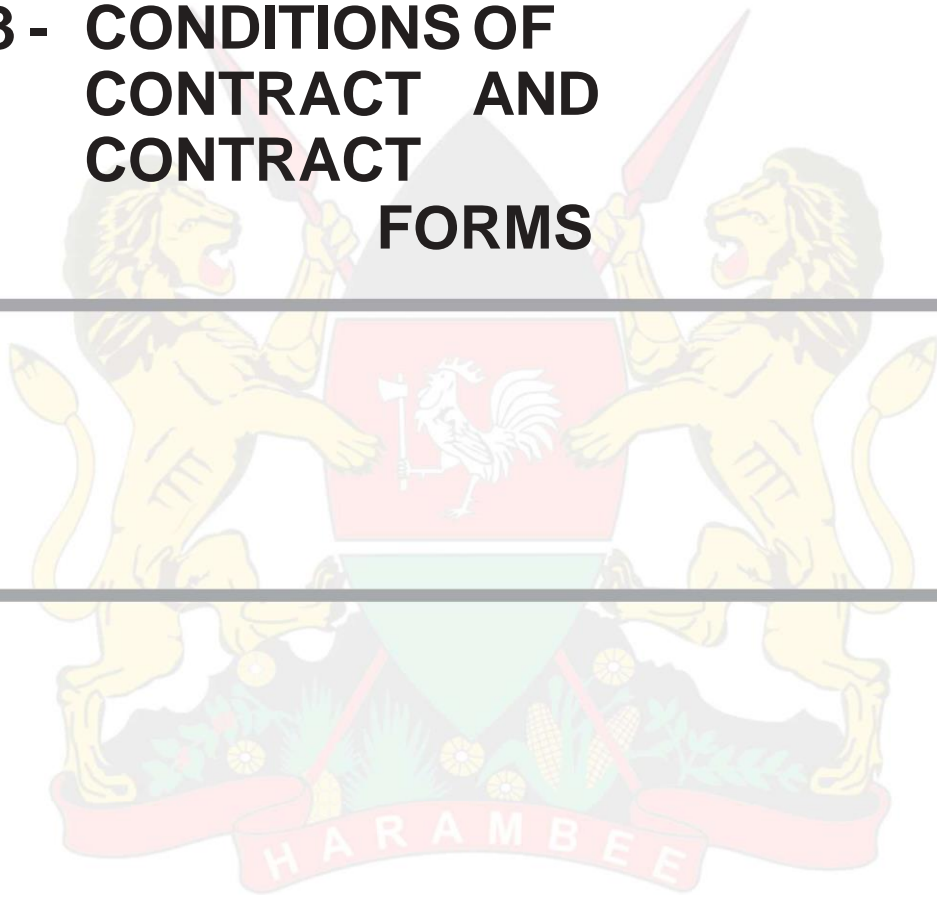 3 - CONDITIONS OF
CONTRACT AND
CONTRACT
FORMS
HARAMBEE